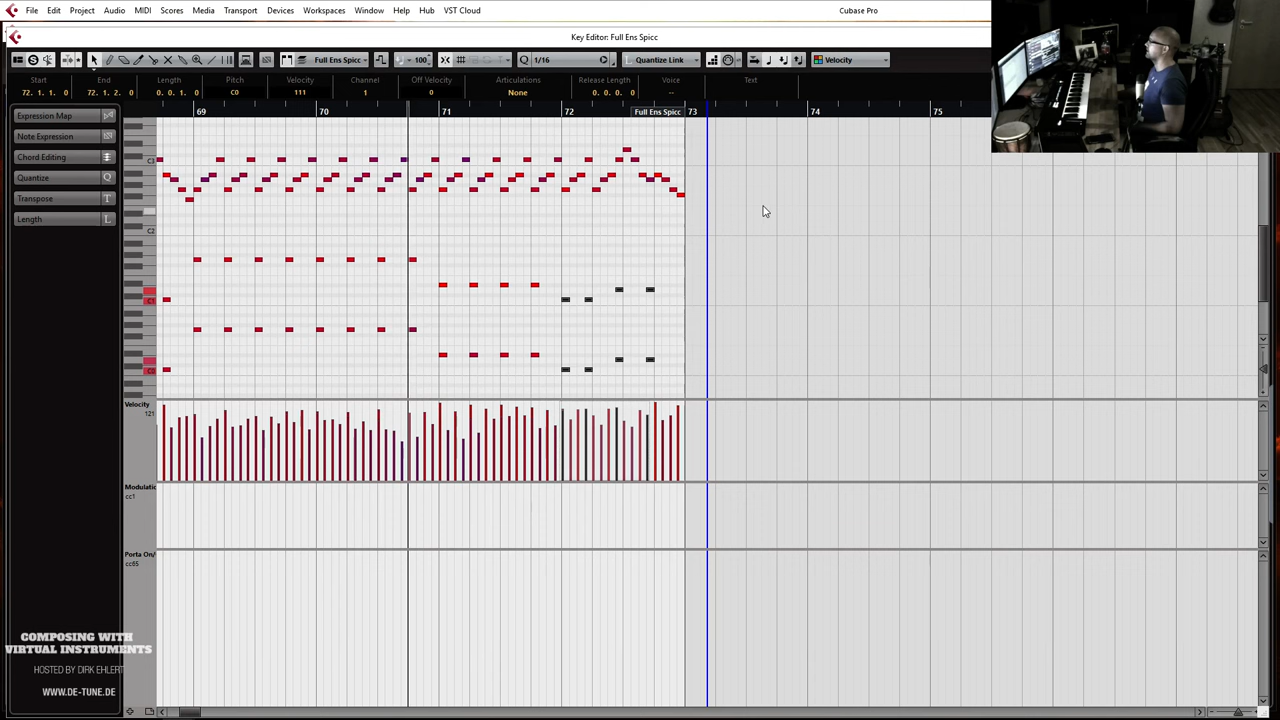 File Edit Project Audio MIDI Scores Media Transport Devices Workspaces Window Help Hub VST Cloud Cubase Pro
Key Editor: Full Ens Spicc
Full Ens Spicc 100 Q 1/16 Quantize Link Velocity
Start End Length Pitch Velocity Channel Off Velocity Articulations Release Length Voice Text
72. 1. 1. 0 72. 1. 2. 0 0. 0. 1. 0 C0 111 1 0 None 0. 0. 0. 0 --
69 70 71 72 Full Ens Spicc 73 74 75
Expression Map
Note Expression
Chord Editing
Quantize Q
Transpose T
Length L
C3
C2
C1
C0
Velocity
121
Modulatic
cc1
Porta On/
cc65
COMPOSING WITH
VIRTUAL INSTRUMENTS
HOSTED BY DIRK EHLERT
WWW.DE-TUNE.DE